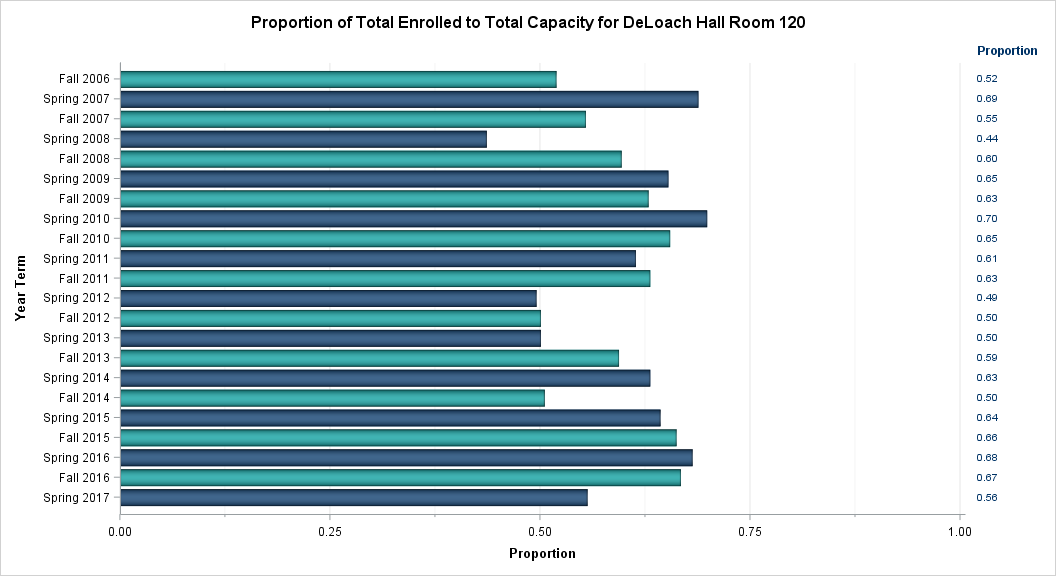 Proportion of Total Enrolled to Total Capacity for DeLoach Hall Room 120
Proportion
Fall 2006 0.52
Spring 2007 0.69
Fall 2007 0.55
Spring 2008 0.44
Fall 2008 0.60
Spring 2009 0.65
Fall 2009 0.63
Spring 2010 0.70
Fall 2010 0.65
Spring 2011 0.61
Fall 2011 0.63
Spring 2012 0.49
Fall 2012 0.50
Spring 2013 0.50
Fall 2013 0.59
Spring 2014 0.63
Fall 2014 0.50
Spring 2015 0.64
Fall 2015 0.66
Spring 2016 0.68
Fall 2016 0.67
Spring 2017 0.56
Year Term
0.00 0.25 0.50 0.75 1.00
Proportion